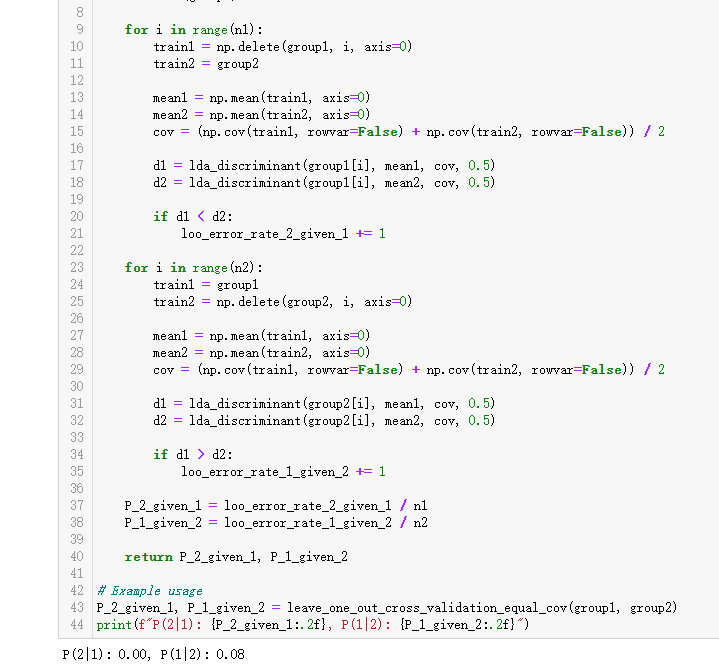 8
9     for i in range(n1):
10         train1 = np.delete(group1, i, axis=0)
11         train2 = group2
12
13         mean1 = np.mean(train1, axis=0)
14         mean2 = np.mean(train2, axis=0)
15         cov = (np.cov(train1, rowvar=False) + np.cov(train2, rowvar=False)) / 2
16
17         d1 = lda_discriminant(group1[i], mean1, cov, 0.5)
18         d2 = lda_discriminant(group1[i], mean2, cov, 0.5)
19
20         if d1 < d2:
21             loo_error_rate_2_given_1 += 1
22
23     for i in range(n2):
24         train1 = group1
25         train2 = np.delete(group2, i, axis=0)
26
27         mean1 = np.mean(train1, axis=0)
28         mean2 = np.mean(train2, axis=0)
29         cov = (np.cov(train1, rowvar=False) + np.cov(train2, rowvar=False)) / 2
30
31         d1 = lda_discriminant(group2[i], mean1, cov, 0.5)
32         d2 = lda_discriminant(group2[i], mean2, cov, 0.5)
33
34         if d1 > d2:
35             loo_error_rate_1_given_2 += 1
36
37     P_2_given_1 = loo_error_rate_2_given_1 / n1
38     P_1_given_2 = loo_error_rate_1_given_2 / n2
39
40     return P_2_given_1, P_1_given_2
41
42 # Example usage
43 P_2_given_1, P_1_given_2 = leave_one_out_cross_validation_equal_cov(group1, group2)
44 print(f"P(2|1): {P_2_given_1:.2f}, P(1|2): {P_1_given_2:.2f}")
P(2|1): 0.00, P(1|2): 0.08